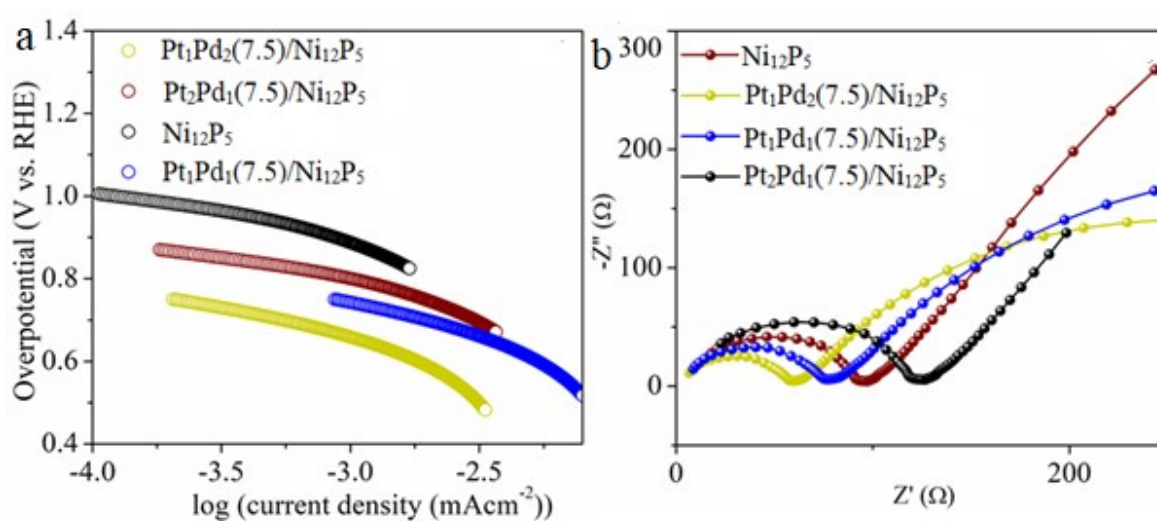 a
1.4
1.2
1.0
0.8
0.6
0.4
Overpotential (V vs. RHE)
Pt₁Pd₂(7.5)/Ni₁₂P₅
Pt₂Pd₁(7.5)/Ni₁₂P₅
Ni₁₂P₅
Pt₁Pd₁(7.5)/Ni₁₂P₅
-4.0 -3.5 -3.0 -2.5
log (current density (mAcm⁻²))
b
300
200
100
0
-Z" (Ω)
Ni₁₂P₅
Pt₁Pd₂(7.5)/Ni₁₂P₅
Pt₁Pd₁(7.5)/Ni₁₂P₅
Pt₂Pd₁(7.5)/Ni₁₂P₅
0 200
Z' (Ω)